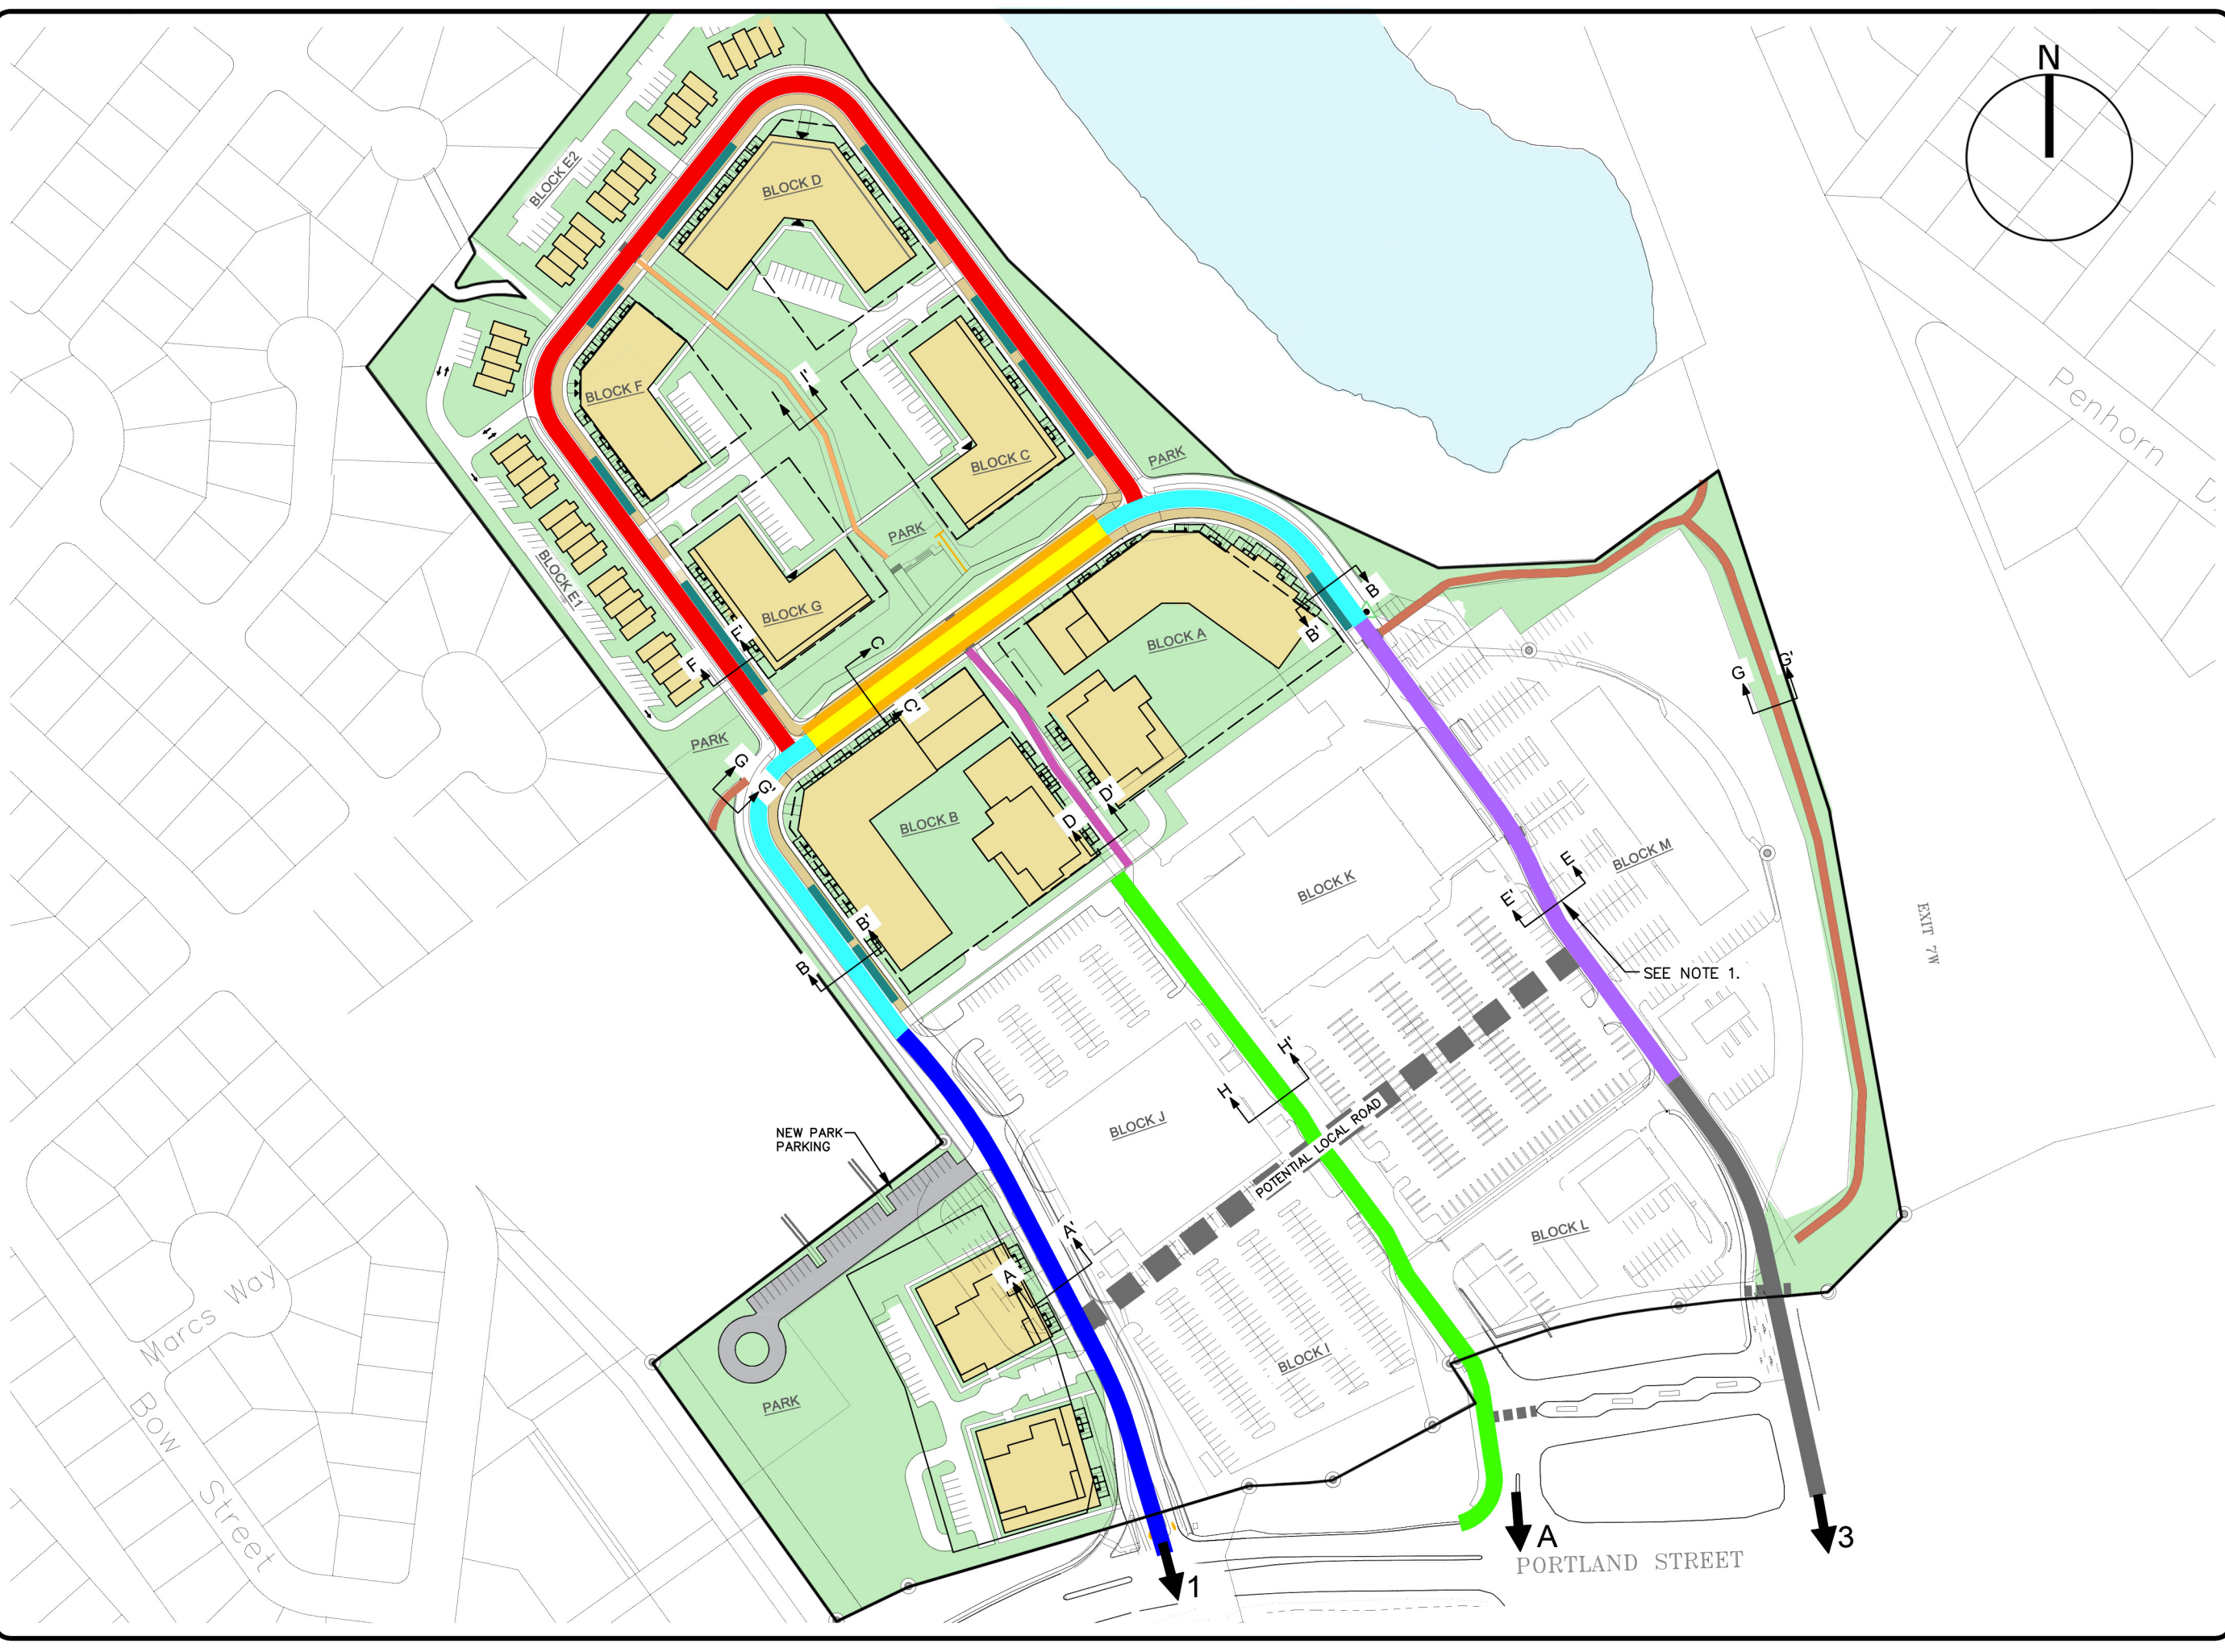 N
BLOCK E2
BLOCK D
Penhorn
D
BLOCK F
I'
BLOCK C
PARK
PARK
BLOCK E1
BLOCK G
F
F'
C
C'
BLOCK A
B
B'
G
G'
PARK
G
G'
BLOCK B
D
D'
BLOCK K
BLOCK M
E
E'
B'
B
EXIT 7W
SEE NOTE 1.
H'
H
BLOCK J
POTENTIAL LOCAL ROAD
NEW PARK
PARKING
A'
A
BLOCK L
BLOCK I
Marcs Way
PARK
Bow Street
A
3
PORTLAND STREET
1